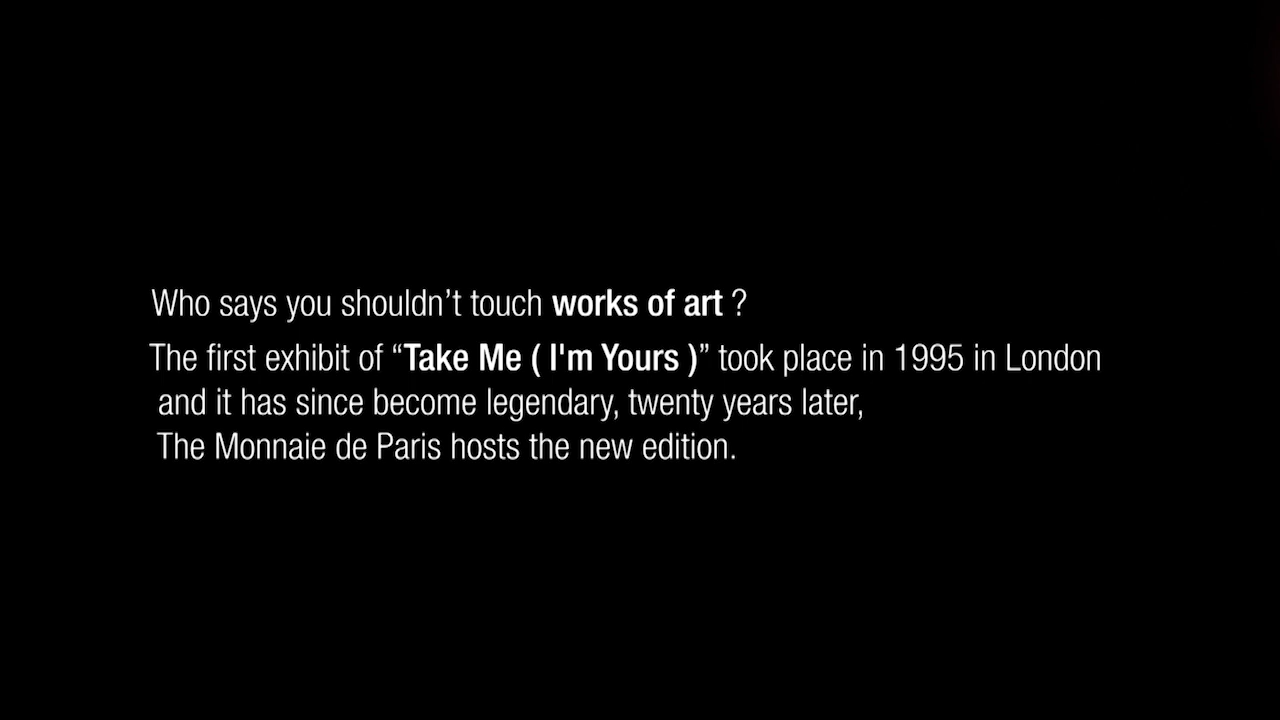 Who says you shouldn’t touch works of art ?
The first exhibit of “Take Me ( I'm Yours )” took place in 1995 in London
and it has since become legendary, twenty years later,
The Monnaie de Paris hosts the new edition.